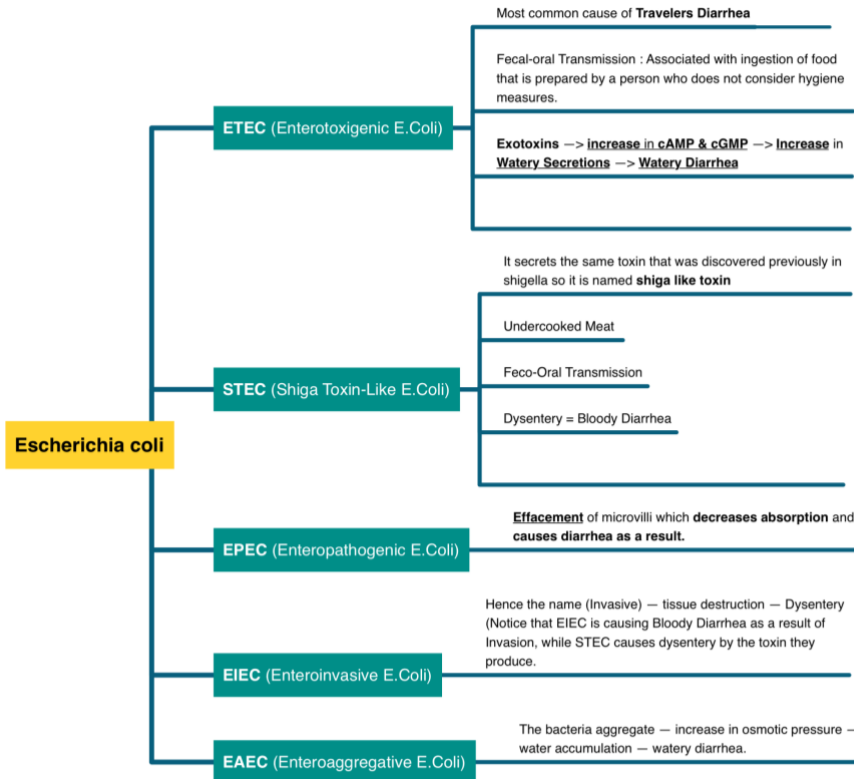 Escherichia coli
ETEC (Enterotoxigenic E.Coli)
Most common cause of Travelers Diarrhea
Fecal-oral Transmission : Associated with ingestion of food
that is prepared by a person who does not consider hygiene
measures.
Exotoxins —> increase in cAMP & cGMP —> Increase in
Watery Secretions —> Watery Diarrhea
STEC (Shiga Toxin-Like E.Coli)
It secrets the same toxin that was discovered previously in
shigella so it is named shiga like toxin
Undercooked Meat
Feco-Oral Transmission
Dysentery = Bloody Diarrhea
EPEC (Enteropathogenic E.Coli)
Effacement of microvilli which decreases absorption and
causes diarrhea as a result.
EIEC (Enteroinvasive E.Coli)
Hence the name (Invasive) — tissue destruction — Dysentery
(Notice that EIEC is causing Bloody Diarrhea as a result of
Invasion, while STEC causes dysentery by the toxin they
produce.
EAEC (Enteroaggregative E.Coli)
The bacteria aggregate — increase in osmotic pressure —
water accumulation — watery diarrhea.